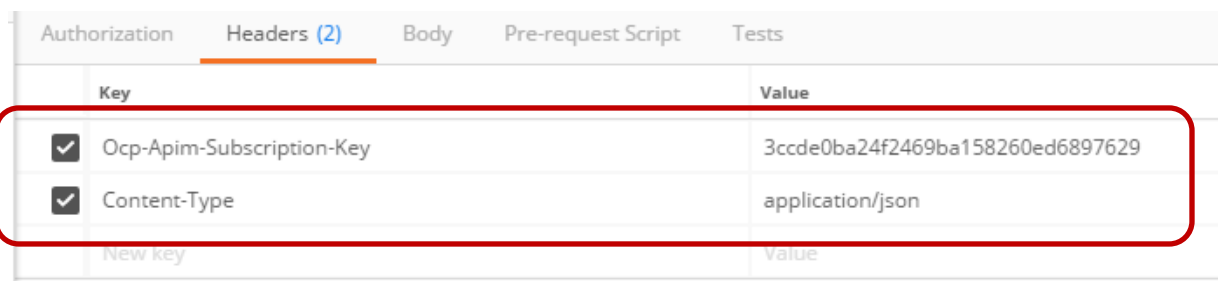 Authorization Headers (2) Body Pre-request Script Tests
Key Value
Ocp-Apim-Subscription-Key 3ccde0ba24f2469ba158260ed6897629
Content-Type application/json
New key Value